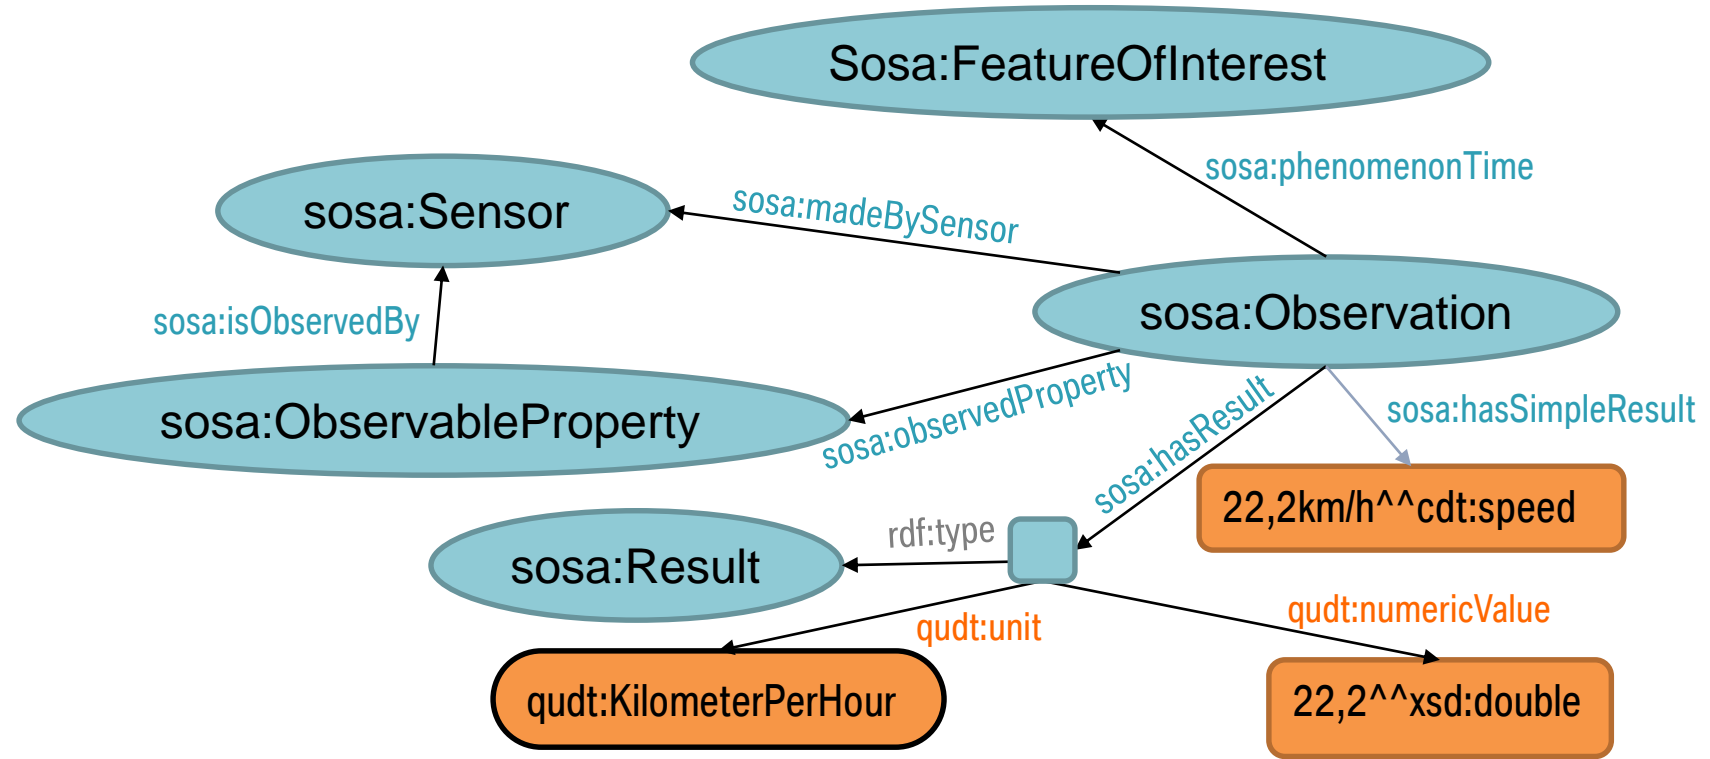 Sosa:FeatureOfInterest
sosa:phenomenonTime
sosa:Sensor
sosa:madeBySensor
sosa:Observation
sosa:isObservedBy
sosa:ObservableProperty
sosa:observedProperty
sosa:hasResult
sosa:hasSimpleResult
22,2km/h^^cdt:speed
rdf:type
sosa:Result
qudt:unit
qudt:numericValue
qudt:KilometerPerHour
22,2^^xsd:double